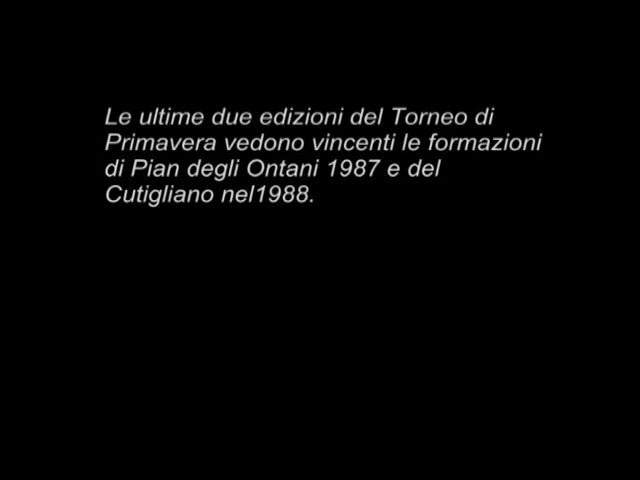 Le ultime due edizioni del Torneo di
Primavera vedono vincenti le formazioni
di Pian degli Ontani 1987 e del
Cutigliano nel1988.